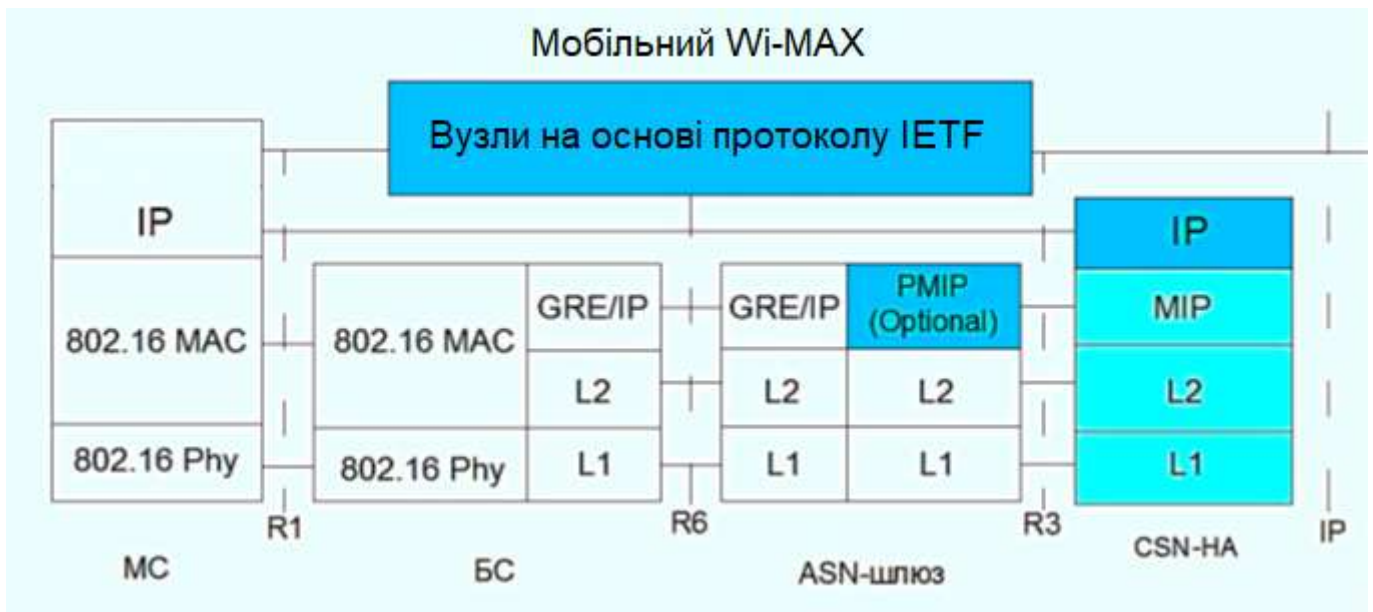 Мобільний Wi-MAX
Вузли на основі протоколу IETF
IP
IP
GRE/IP
GRE/IP
PMIP
(Optional)
MIP
802.16 MAC
802.16 MAC
L2
L2
L2
L2
802.16 Phy
802.16 Phy
L1
L1
L1
L1
R1
R6
R3
IP
МС
БС
ASN-шлюз
CSN-HA